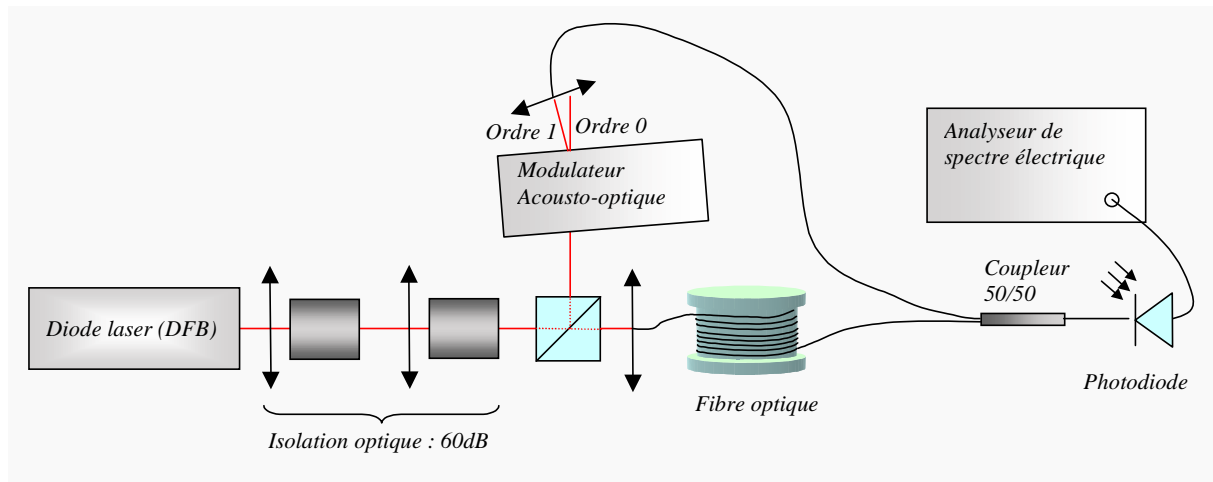 Ordre 1
Ordre 0
Modulateur
Acousto-optique
Analyseur de
spectre électrique
Coupleur
50/50
Diode laser (DFB)
Photodiode
Fibre optique
Isolation optique : 60dB